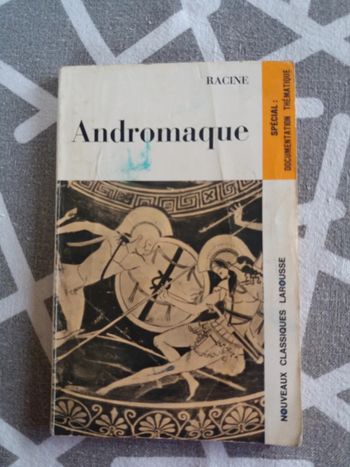 RACINE
Andromaque
SPÉCIAL :
DOCUMENTATION THÉMATIQUE
NOUVEAUX CLASSIQUES LAROUSSE